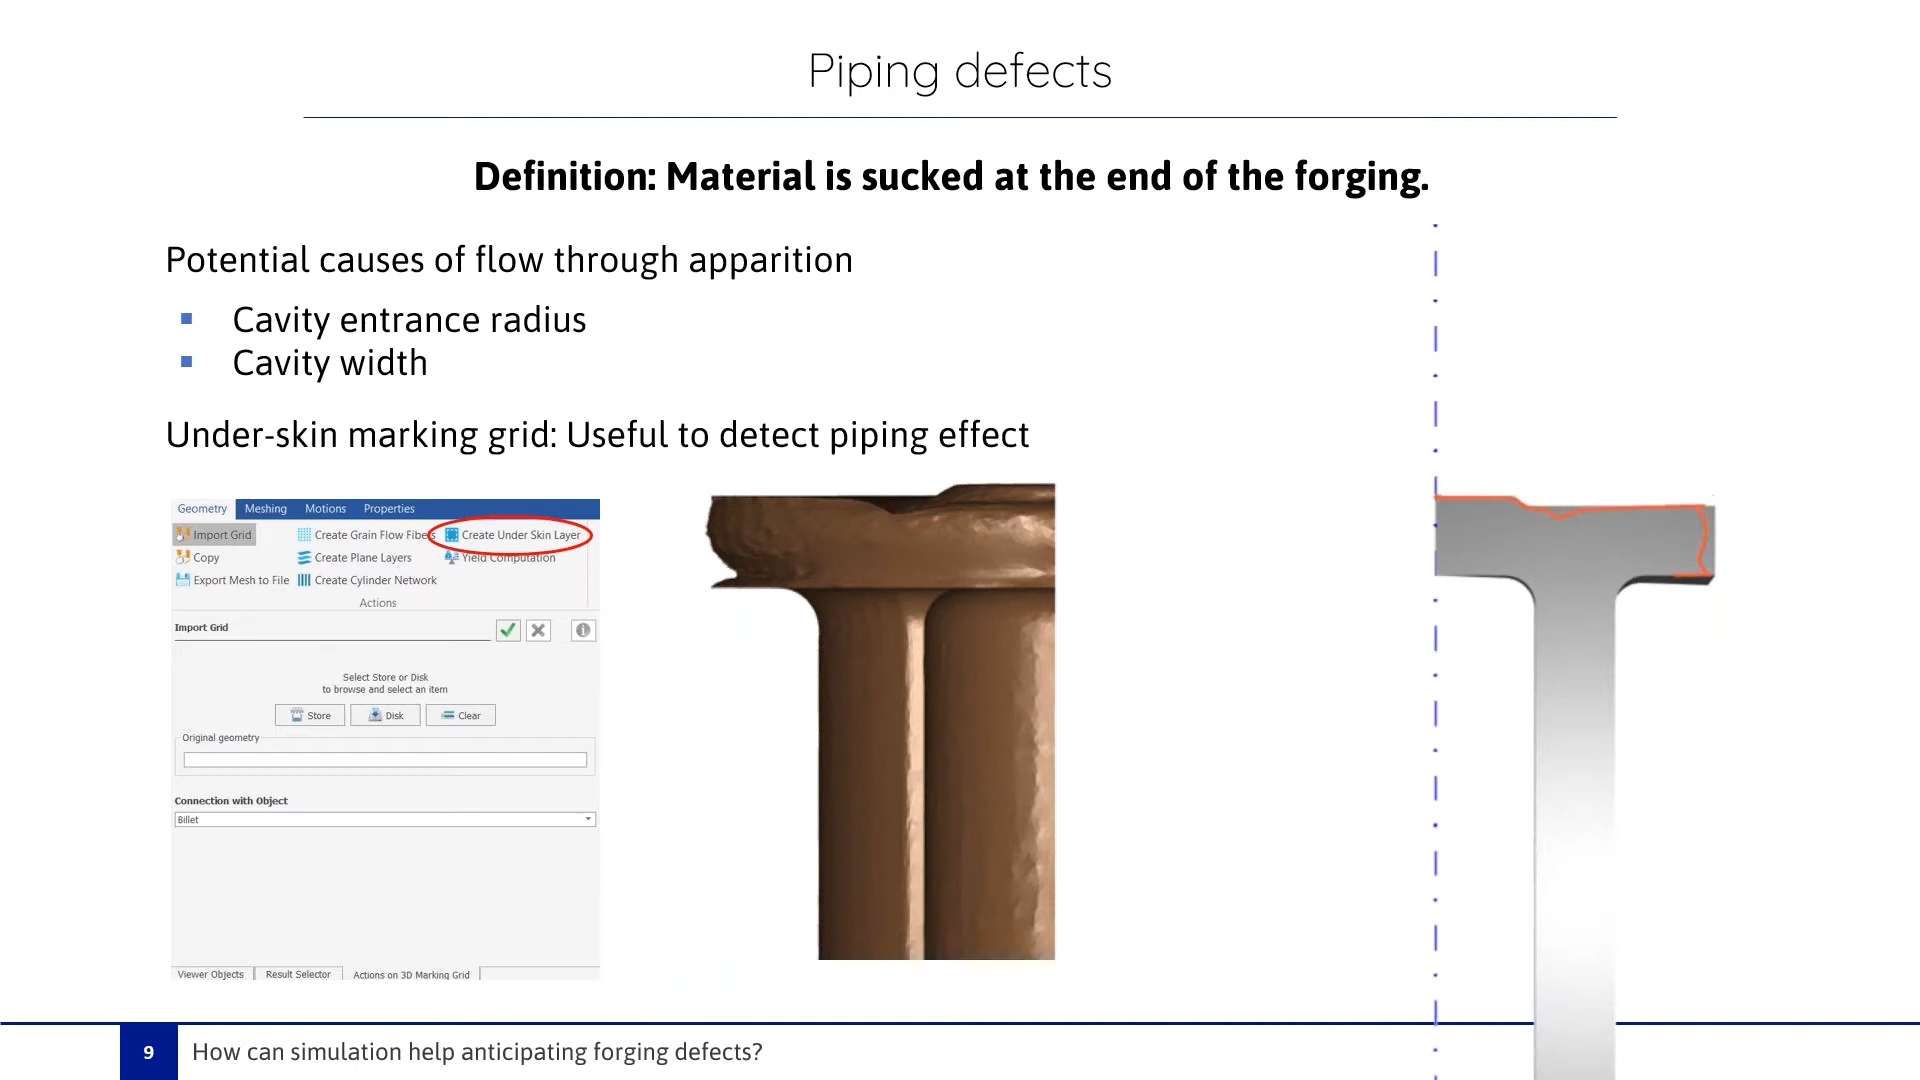 Piping defects
Definition: Material is sucked at the end of the forging.
Potential causes of flow through apparition
Cavity entrance radius
Cavity width
Under-skin marking grid: Useful to detect piping effect
Geometry Meshing Motions Properties
Import Grid Create Grain Flow Fibers Create Under Skin Layer
Copy Create Plane Layers Yield Computation
Export Mesh to File Create Cylinder Network
Actions
Import Grid
Select Store or Disk
to browse and select an item
Store Disk Clear
Original geometry
Connection with Object
Billet
Viewer Objects Result Selector Actions on 3D Marking Grid
9 How can simulation help anticipating forging defects?